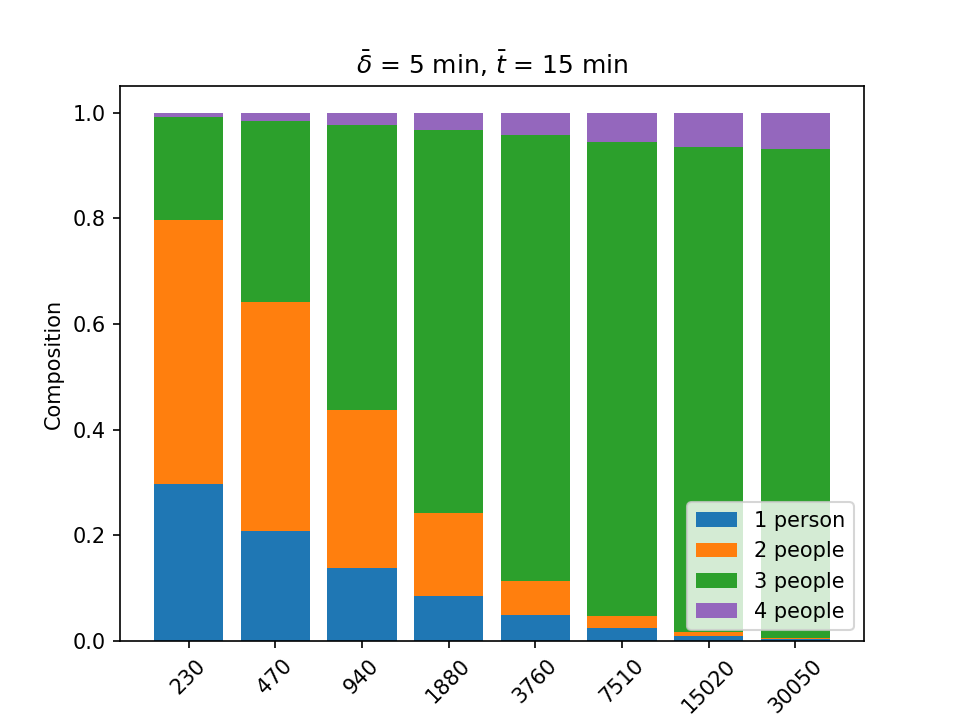 δ̄ = 5 min, t̄ = 15 min
Composition
1.0
0.8
0.6
0.4
0.2
0.0
1 person
2 people
3 people
4 people
230 470 940 1880 3760 7510 15020 30050